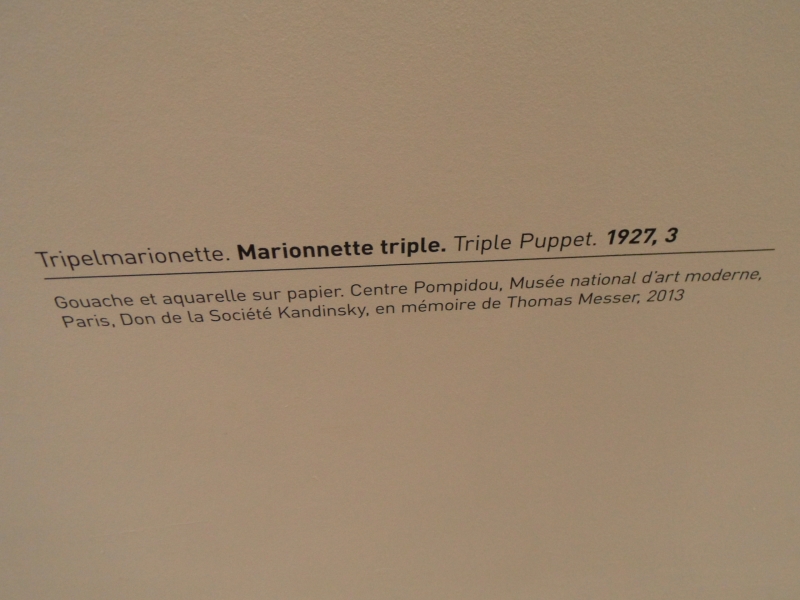 Tripelmarionette. Marionnette triple. Triple Puppet. 1927, 3
Gouache et aquarelle sur papier. Centre Pompidou, Musée national d'art moderne,
Paris, Don de la Société Kandinsky, en mémoire de Thomas Messer, 2013